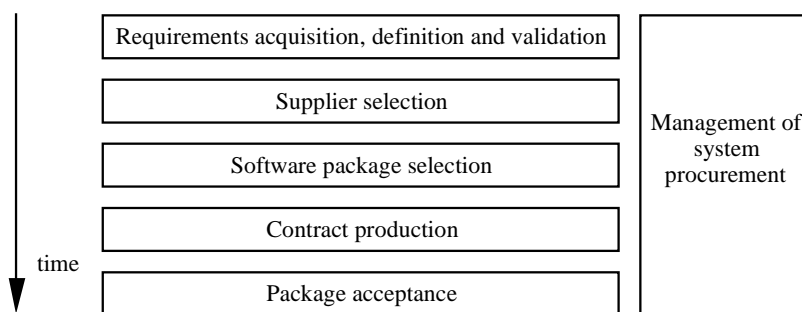 Requirements acquisition, definition and validation
Supplier selection
Software package selection
Contract production
Package acceptance
Management of
system
procurement
time